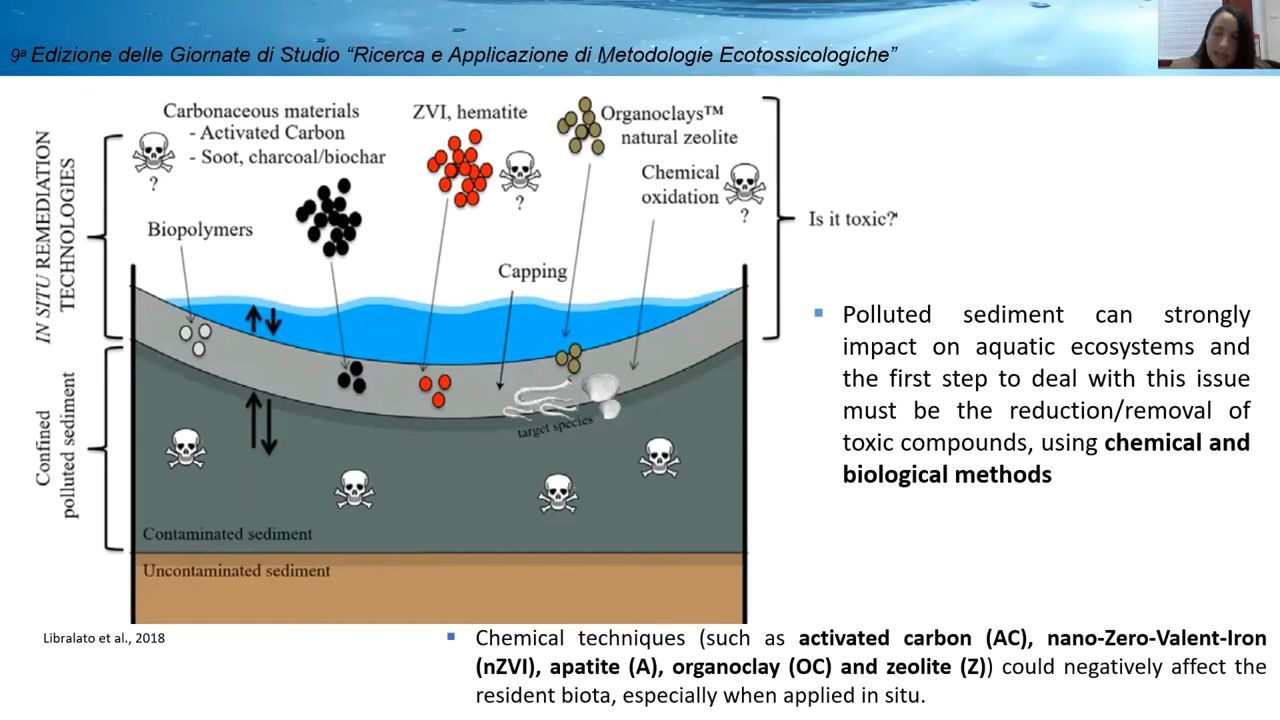 9ª Edizione delle Giornate di Studio “Ricerca e Applicazione di Metodologie Ecotossicologiche”
IN SITU REMEDIATION
TECHNOLOGIES
Carbonaceous materials
- Activated Carbon
- Soot, charcoal/biochar
?
ZVI, hematite
?
Organoclays™
natural zeolite
Chemical
oxidation
?
Is it toxic?
Biopolymers
Capping
target species
Confined
polluted sediment
Contaminated sediment
Uncontaminated sediment
Libralato et al., 2018
▪ Polluted sediment can strongly
impact on aquatic ecosystems and
the first step to deal with this issue
must be the reduction/removal of
toxic compounds, using chemical and
biological methods
▪ Chemical techniques (such as activated carbon (AC), nano-Zero-Valent-Iron
(nZVI), apatite (A), organoclay (OC) and zeolite (Z)) could negatively affect the
resident biota, especially when applied in situ.